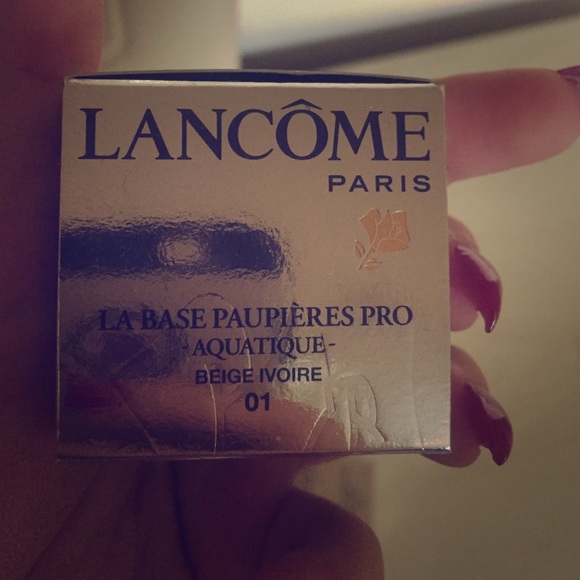 LANCÔME
PARIS
LA BASE PAUPIÈRES PRO
-AQUATIQUE-
BEIGE IVOIRE
01